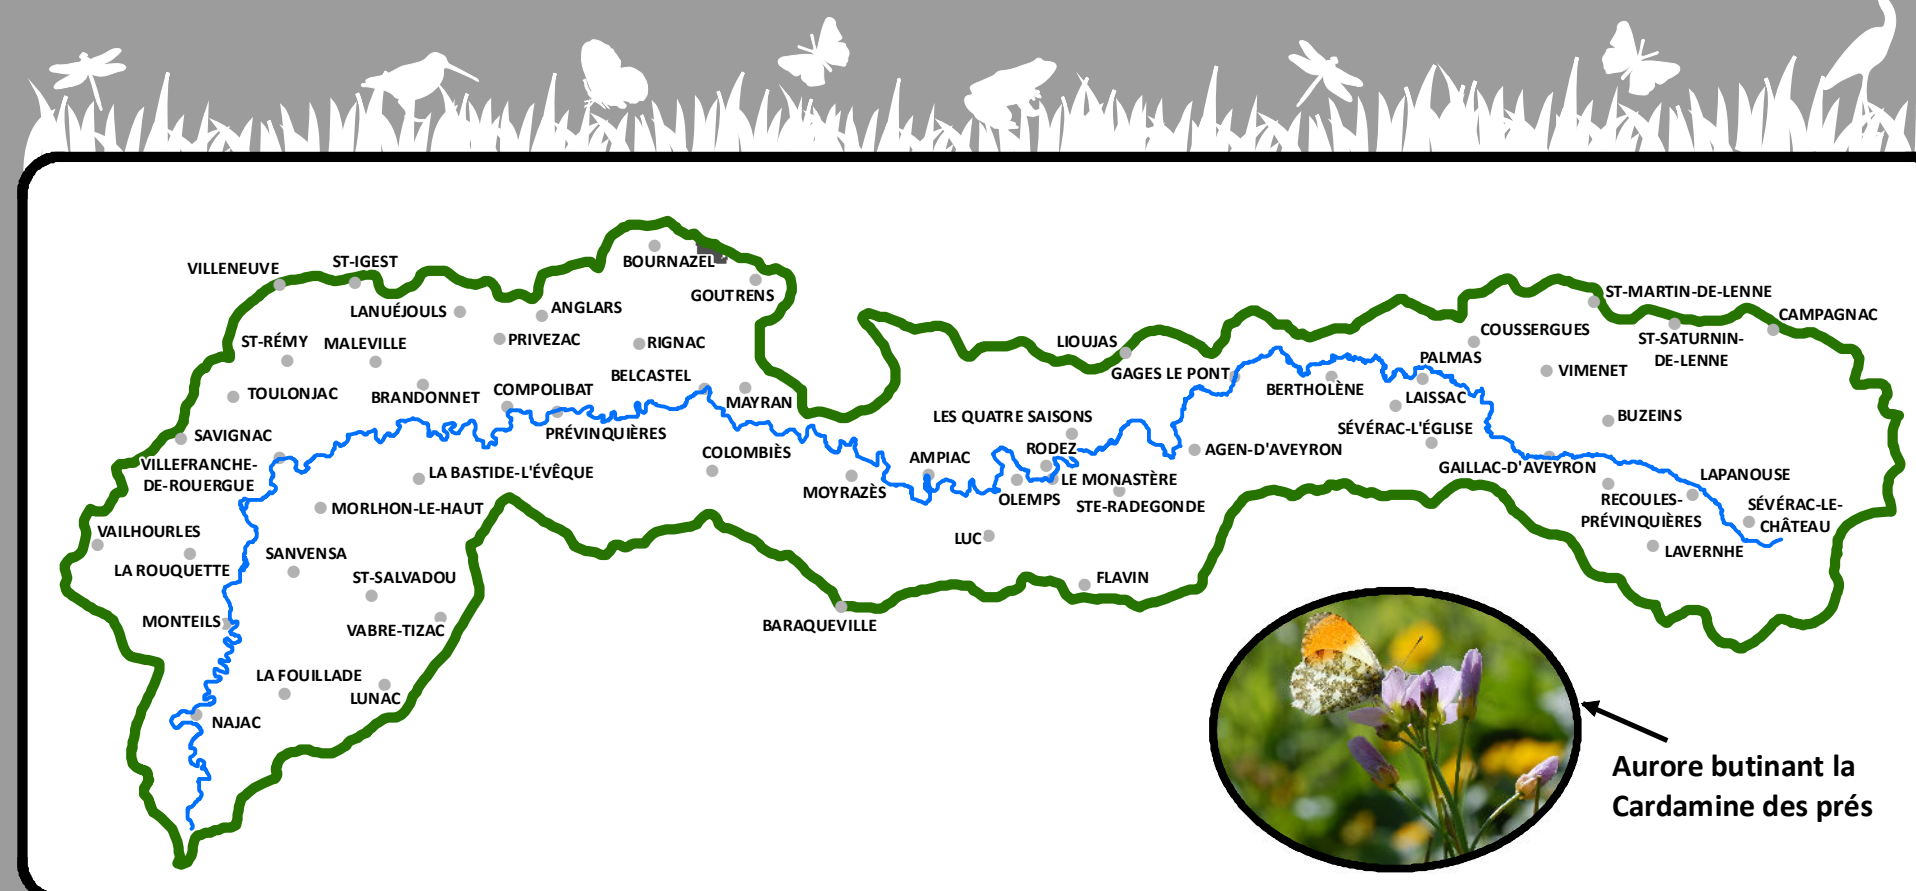 BOURNAZEL
ST-IGEST
VILLENEUVE
GOUTRENS
ST-MARTIN-DE-LENNE
LANUÉJOULS
ANGLARS
CAMPAGNAC
COUSSERGUES
ST-RÉMY
MALEVILLE
PRIVEZAC
RIGNAC
LIOUJAS
ST-SATURNIN-
DE-LENNE
PALMAS
VIMENET
BELCASTEL
GAGES LE PONT
BERTHOLÈNE
TOULONJAC
BRANDONNET
COMPOLIBAT
MAYRAN
LAISSAC
LES QUATRE SAISONS
BUZEINS
SAVIGNAC
PRÉVINQUIÈRES
SÉVÉRAC-L'ÉGLISE
COLOMBIÈS
RODEZ
AGEN-D'AVEYRON
AMPIAC
VILLEFRANCHE-
DE-ROUERGUE
LA BASTIDE-L'ÉVÊQUE
GAILLAC-D'AVEYRON
LAPANOUSE
LE MONASTÈRE
MOYRAZÈS
OLEMPS
STE-RADEGONDE
RECOULES-
PRÉVINQUIÈRES
SÉVÉRAC-LE-
CHÂTEAU
MORLHON-LE-HAUT
VAILHOURLES
LUC
SANVENSA
LAVERNHE
LA ROUQUETTE
ST-SALVADOU
FLAVIN
MONTEILS
VABRE-TIZAC
BARAQUEVILLE
LA FOUILLADE
LUNAC
NAJAC
Aurore butinant la
Cardamine des prés